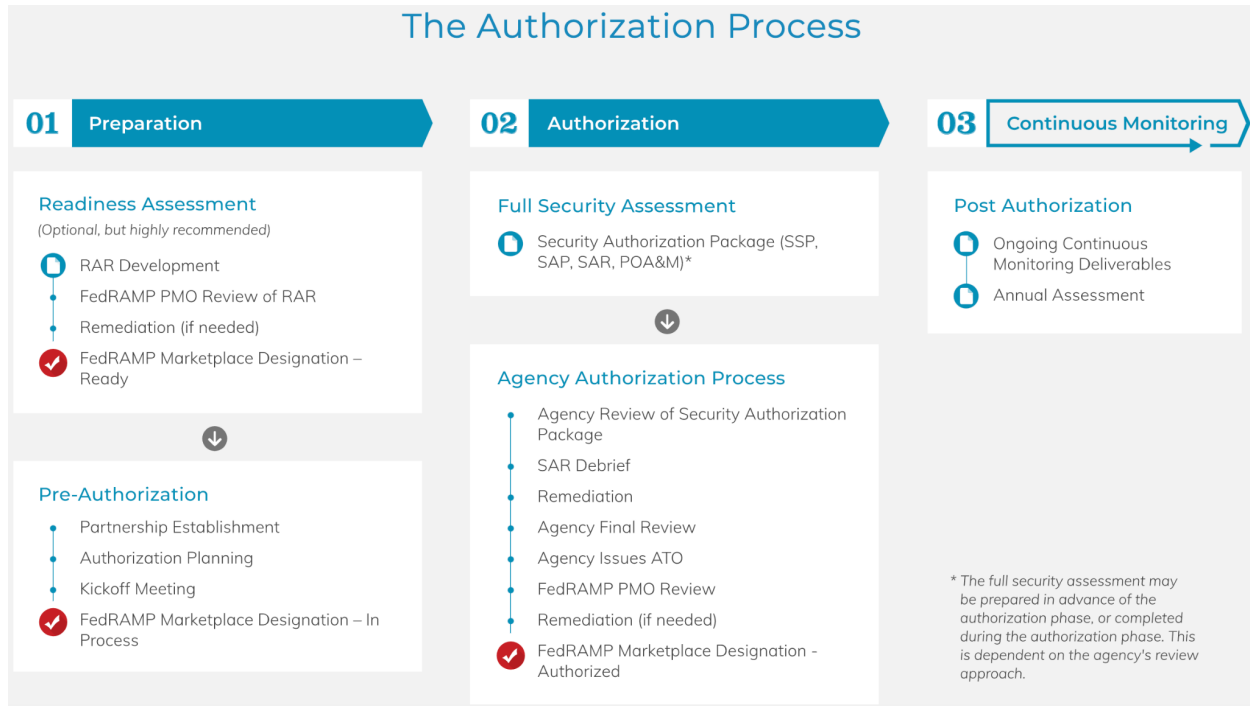 The Authorization Process
01 Preparation
Readiness Assessment
(Optional, but highly recommended)
RAR Development
FedRAMP PMO Review of RAR
Remediation (if needed)
FedRAMP Marketplace Designation –
Ready
Pre-Authorization
Partnership Establishment
Authorization Planning
Kickoff Meeting
FedRAMP Marketplace Designation – In
Process
02 Authorization
Full Security Assessment
Security Authorization Package (SSP,
SAP, SAR, POA&M)*
Agency Authorization Process
Agency Review of Security Authorization
Package
SAR Debrief
Remediation
Agency Final Review
Agency Issues ATO
FedRAMP PMO Review
Remediation (if needed)
FedRAMP Marketplace Designation -
Authorized
03 Continuous Monitoring
Post Authorization
Ongoing Continuous
Monitoring Deliverables
Annual Assessment
* The full security assessment may
be prepared in advance of the
authorization phase, or completed
during the authorization phase. This
is dependent on the agency's review
approach.